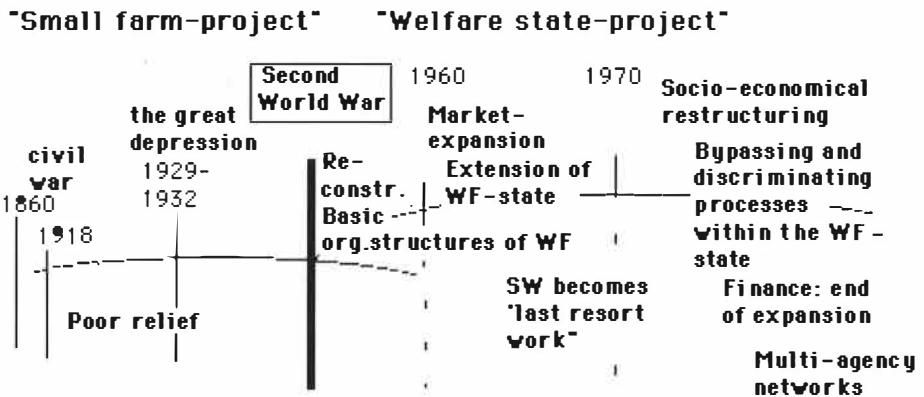 "Small farm-project" "Welfare state-project"
civil
war
1860
1918
the great
depression
1929-
1932
Poor relief
Second
World War
Re-
constr.
Basic
org.structures of WF
1960
Market-
expansion
Extension of
WF-state
SW becomes
"last resort
work"
1970
Socio-economical
restructuring
Bypassing and
discriminating
processes
within the WF-
state
Finance: end
of expansion
Multi-agency
networks